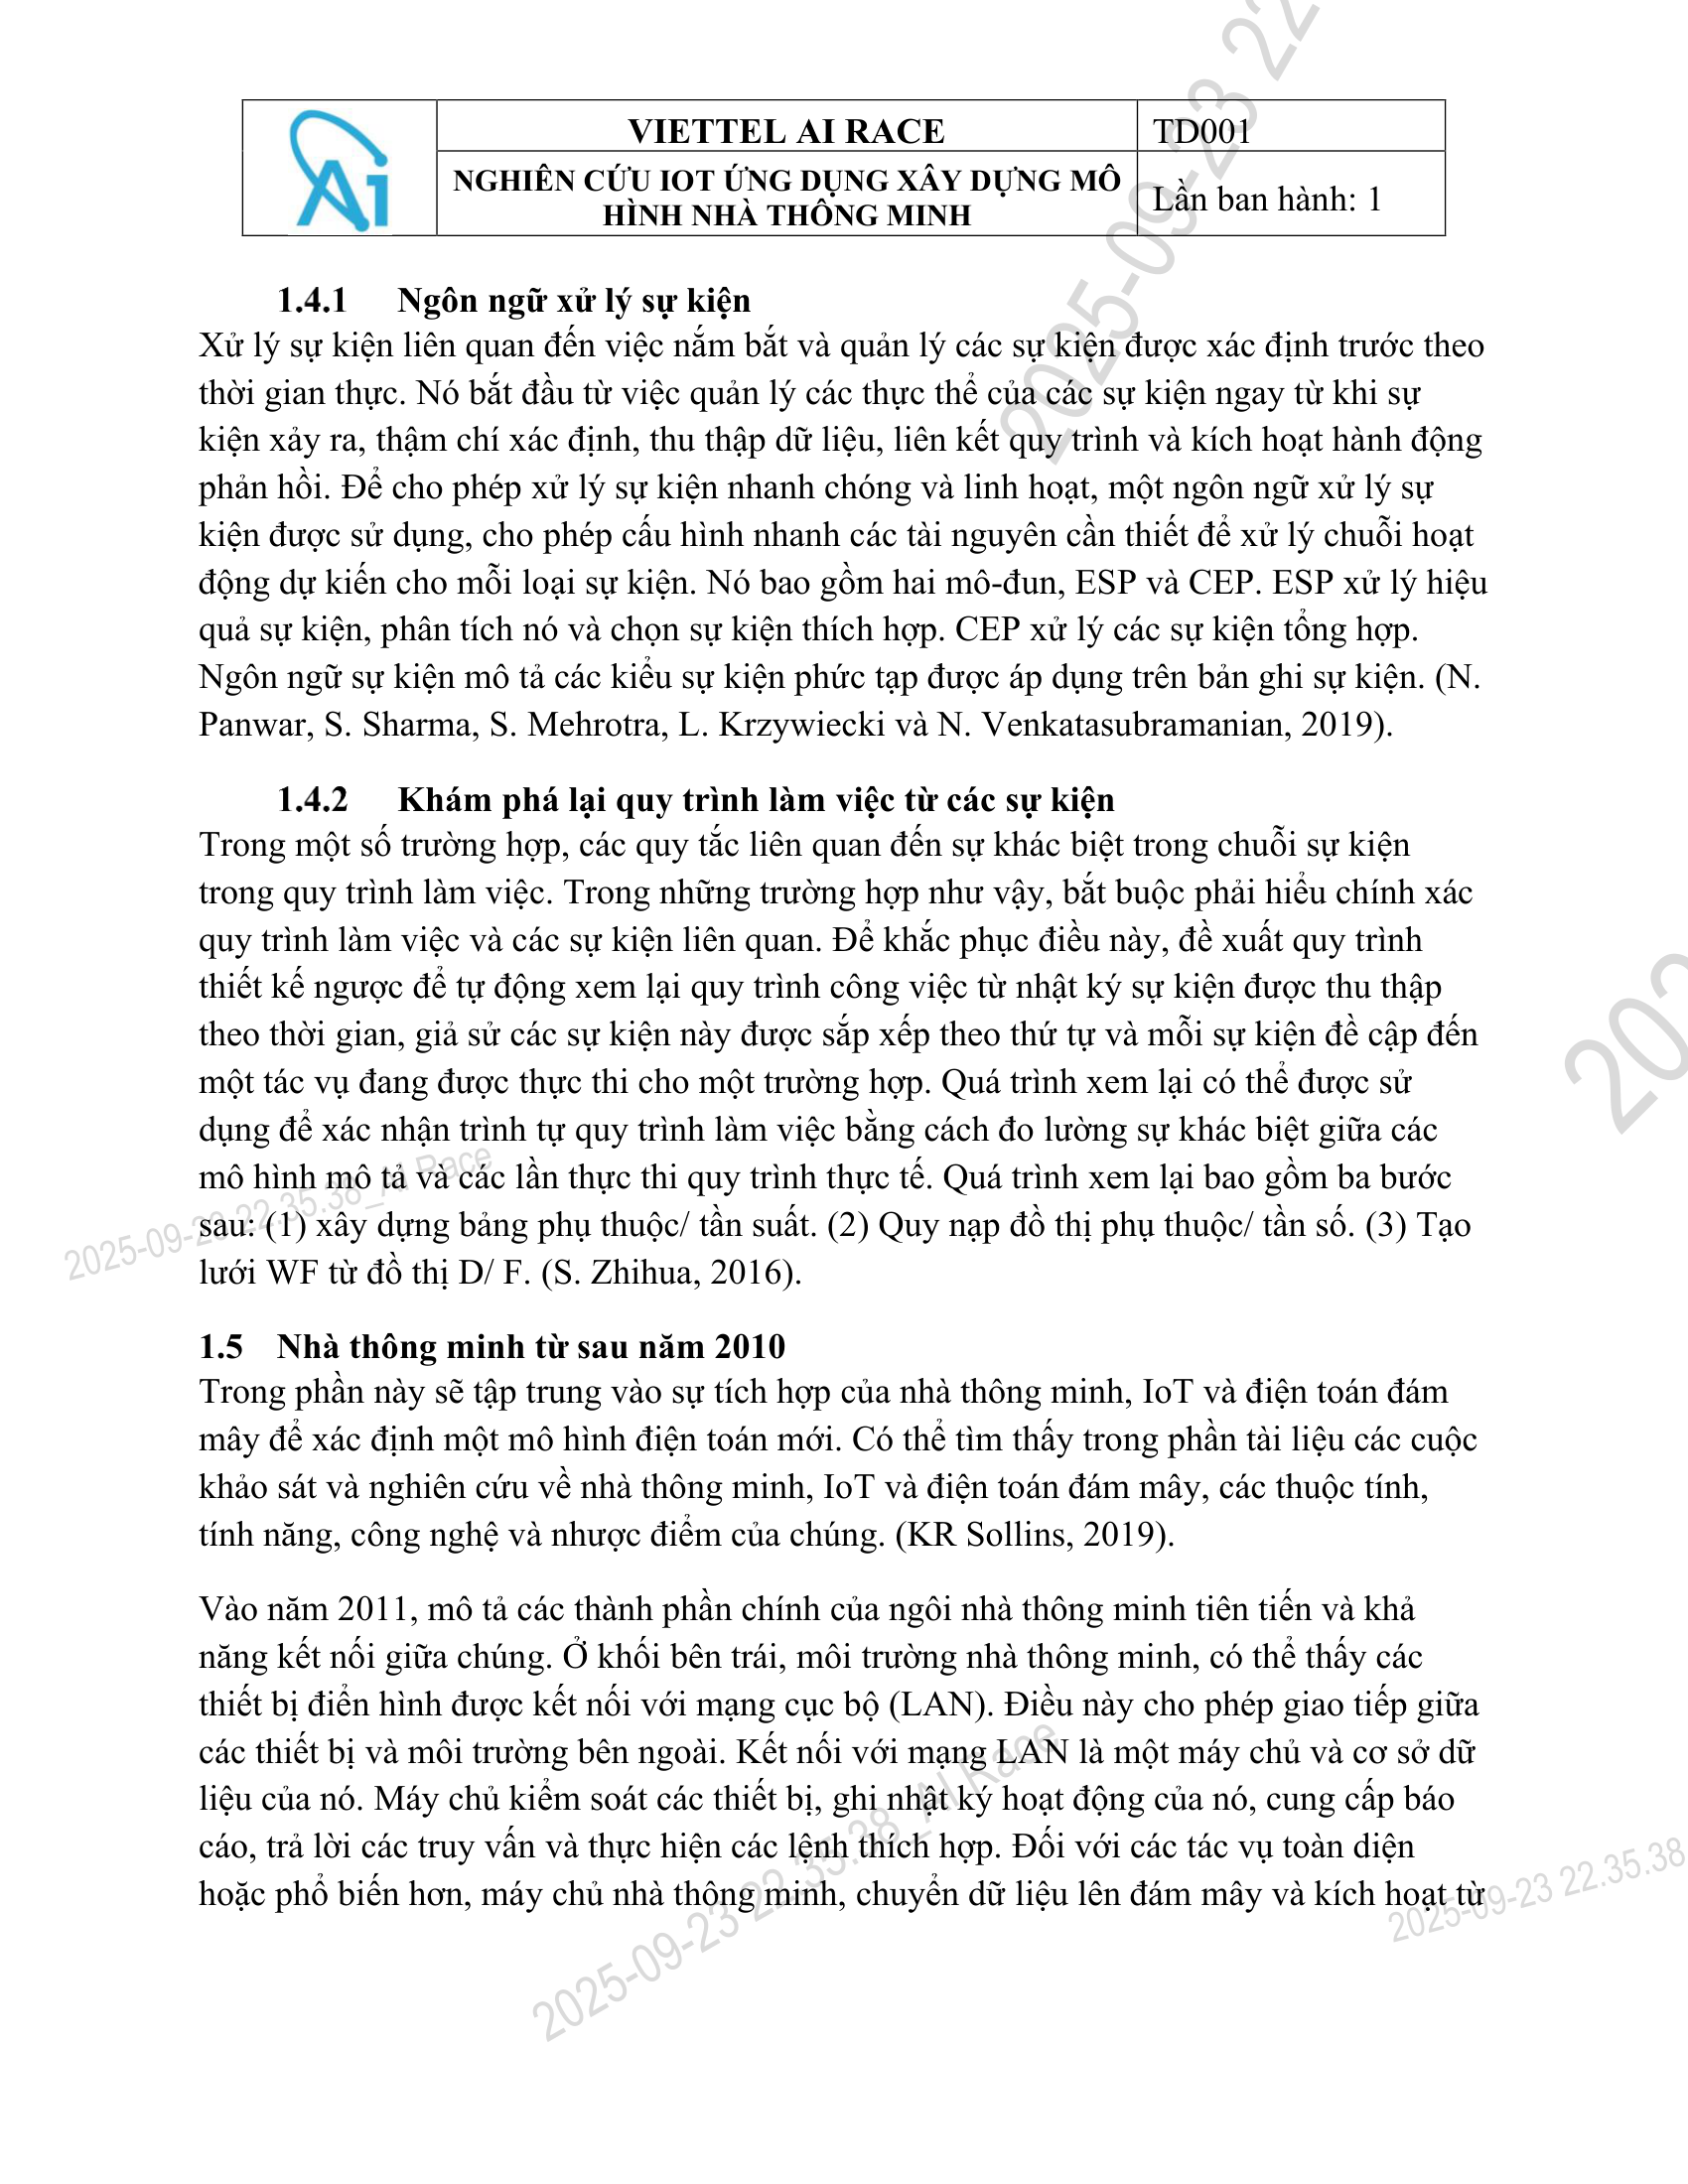 Ai
VIETTEL AI RACE
TD001
NGHIÊN CỨU IOT ỨNG DỤNG XÂY DỰNG MÔ
HÌNH NHÀ THÔNG MINH
Lần ban hành: 1
1.4.1 Ngôn ngữ xử lý sự kiện
Xử lý sự kiện liên quan đến việc nắm bắt và quản lý các sự kiện được xác định trước theo
thời gian thực. Nó bắt đầu từ việc quản lý các thực thể của các sự kiện ngay từ khi sự
kiện xảy ra, thậm chí xác định, thu thập dữ liệu, liên kết quy trình và kích hoạt hành động
phản hồi. Để cho phép xử lý sự kiện nhanh chóng và linh hoạt, một ngôn ngữ xử lý sự
kiện được sử dụng, cho phép cấu hình nhanh các tài nguyên cần thiết để xử lý chuỗi hoạt
động dự kiến cho mỗi loại sự kiện. Nó bao gồm hai mô-đun, ESP và CEP. ESP xử lý hiệu
quả sự kiện, phân tích nó và chọn sự kiện thích hợp. CEP xử lý các sự kiện tổng hợp.
Ngôn ngữ sự kiện mô tả các kiểu sự kiện phức tạp được áp dụng trên bản ghi sự kiện. (N.
Panwar, S. Sharma, S. Mehrotra, L. Krzywiecki và N. Venkatasubramanian, 2019).
1.4.2 Khám phá lại quy trình làm việc từ các sự kiện
Trong một số trường hợp, các quy tắc liên quan đến sự khác biệt trong chuỗi sự kiện
trong quy trình làm việc. Trong những trường hợp như vậy, bắt buộc phải hiểu chính xác
quy trình làm việc và các sự kiện liên quan. Để khắc phục điều này, đề xuất quy trình
thiết kế ngược để tự động xem lại quy trình công việc từ nhật ký sự kiện được thu thập
theo thời gian, giả sử các sự kiện này được sắp xếp theo thứ tự và mỗi sự kiện đề cập đến
một tác vụ đang được thực thi cho một trường hợp. Quá trình xem lại có thể được sử
dụng để xác nhận trình tự quy trình làm việc bằng cách đo lường sự khác biệt giữa các
mô hình mô tả và các lần thực thi quy trình thực tế. Quá trình xem lại bao gồm ba bước
sau: (1) xây dựng bảng phụ thuộc/ tần suất. (2) Quy nạp đồ thị phụ thuộc/ tần số. (3) Tạo
lưới WF từ đồ thị D/ F. (S. Zhihua, 2016).
1.5 Nhà thông minh từ sau năm 2010
Trong phần này sẽ tập trung vào sự tích hợp của nhà thông minh, IoT và điện toán đám
mây để xác định một mô hình điện toán mới. Có thể tìm thấy trong phần tài liệu các cuộc
khảo sát và nghiên cứu về nhà thông minh, IoT và điện toán đám mây, các thuộc tính,
tính năng, công nghệ và nhược điểm của chúng. (KR Sollins, 2019).
Vào năm 2011, mô tả các thành phần chính của ngôi nhà thông minh tiên tiến và khả
năng kết nối giữa chúng. Ở khối bên trái, môi trường nhà thông minh, có thể thấy các
thiết bị điển hình được kết nối với mạng cục bộ (LAN). Điều này cho phép giao tiếp giữa
các thiết bị và môi trường bên ngoài. Kết nối với mạng LAN là một máy chủ và cơ sở dữ
liệu của nó. Máy chủ kiểm soát các thiết bị, ghi nhật ký hoạt động của nó, cung cấp báo
cáo, trả lời các truy vấn và thực hiện các lệnh thích hợp. Đối với các tác vụ toàn diện
hoặc phổ biến hơn, máy chủ nhà thông minh, chuyển dữ liệu lên đám mây và kích hoạt từ
2025-09-23 22
202
2025-09-23 22.35.38_AI Race
2025-09-23 22.35.38_AI Race
2025-09-23 22.35.38